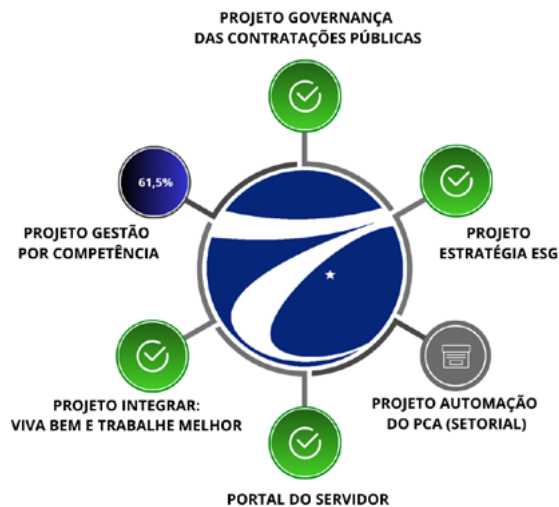 PROJETO GOVERNANÇA
DAS CONTRATAÇÕES PÚBLICAS
61,5%
PROJETO GESTÃO
POR COMPETÊNCIA
PROJETO
ESTRATÉGIA ESG
PROJETO INTEGRAR:
VIVA BEM E TRABALHE MELHOR
PROJETO AUTOMAÇÃO
DO PCA (SETORIAL)
PORTAL DO SERVIDOR